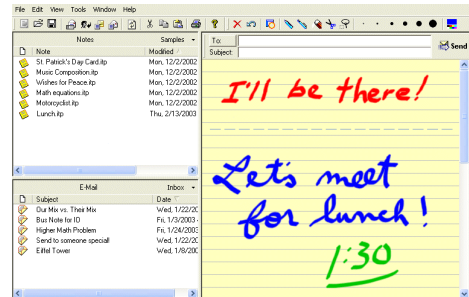 File Edit View Tools Window Help
Notes Samples
Note Modified
St. Patrick's Day Card.itp Mon, 12/2/2002
Music Composition.itp Mon, 12/2/2002
Wishes for Peace.itp Mon, 12/2/2002
Math equations.itp Mon, 12/2/2002
Motorcyclist.itp Mon, 12/2/2002
Lunch.itp Thu, 2/13/2003
E-Mail Inbox
Subject Date
Our Mix vs. Their Mix Wed, 1/22/20
Bus Note for ID Fri, 1/3/2003 -
Higher Math Problem Fri, 1/24/2003
Send to someone special! Wed, 1/22/20
Eiffel Tower Wed, 1/8/200
To:
Subject:
Send
I'll be there!
Let's meet
for lunch!
1:30